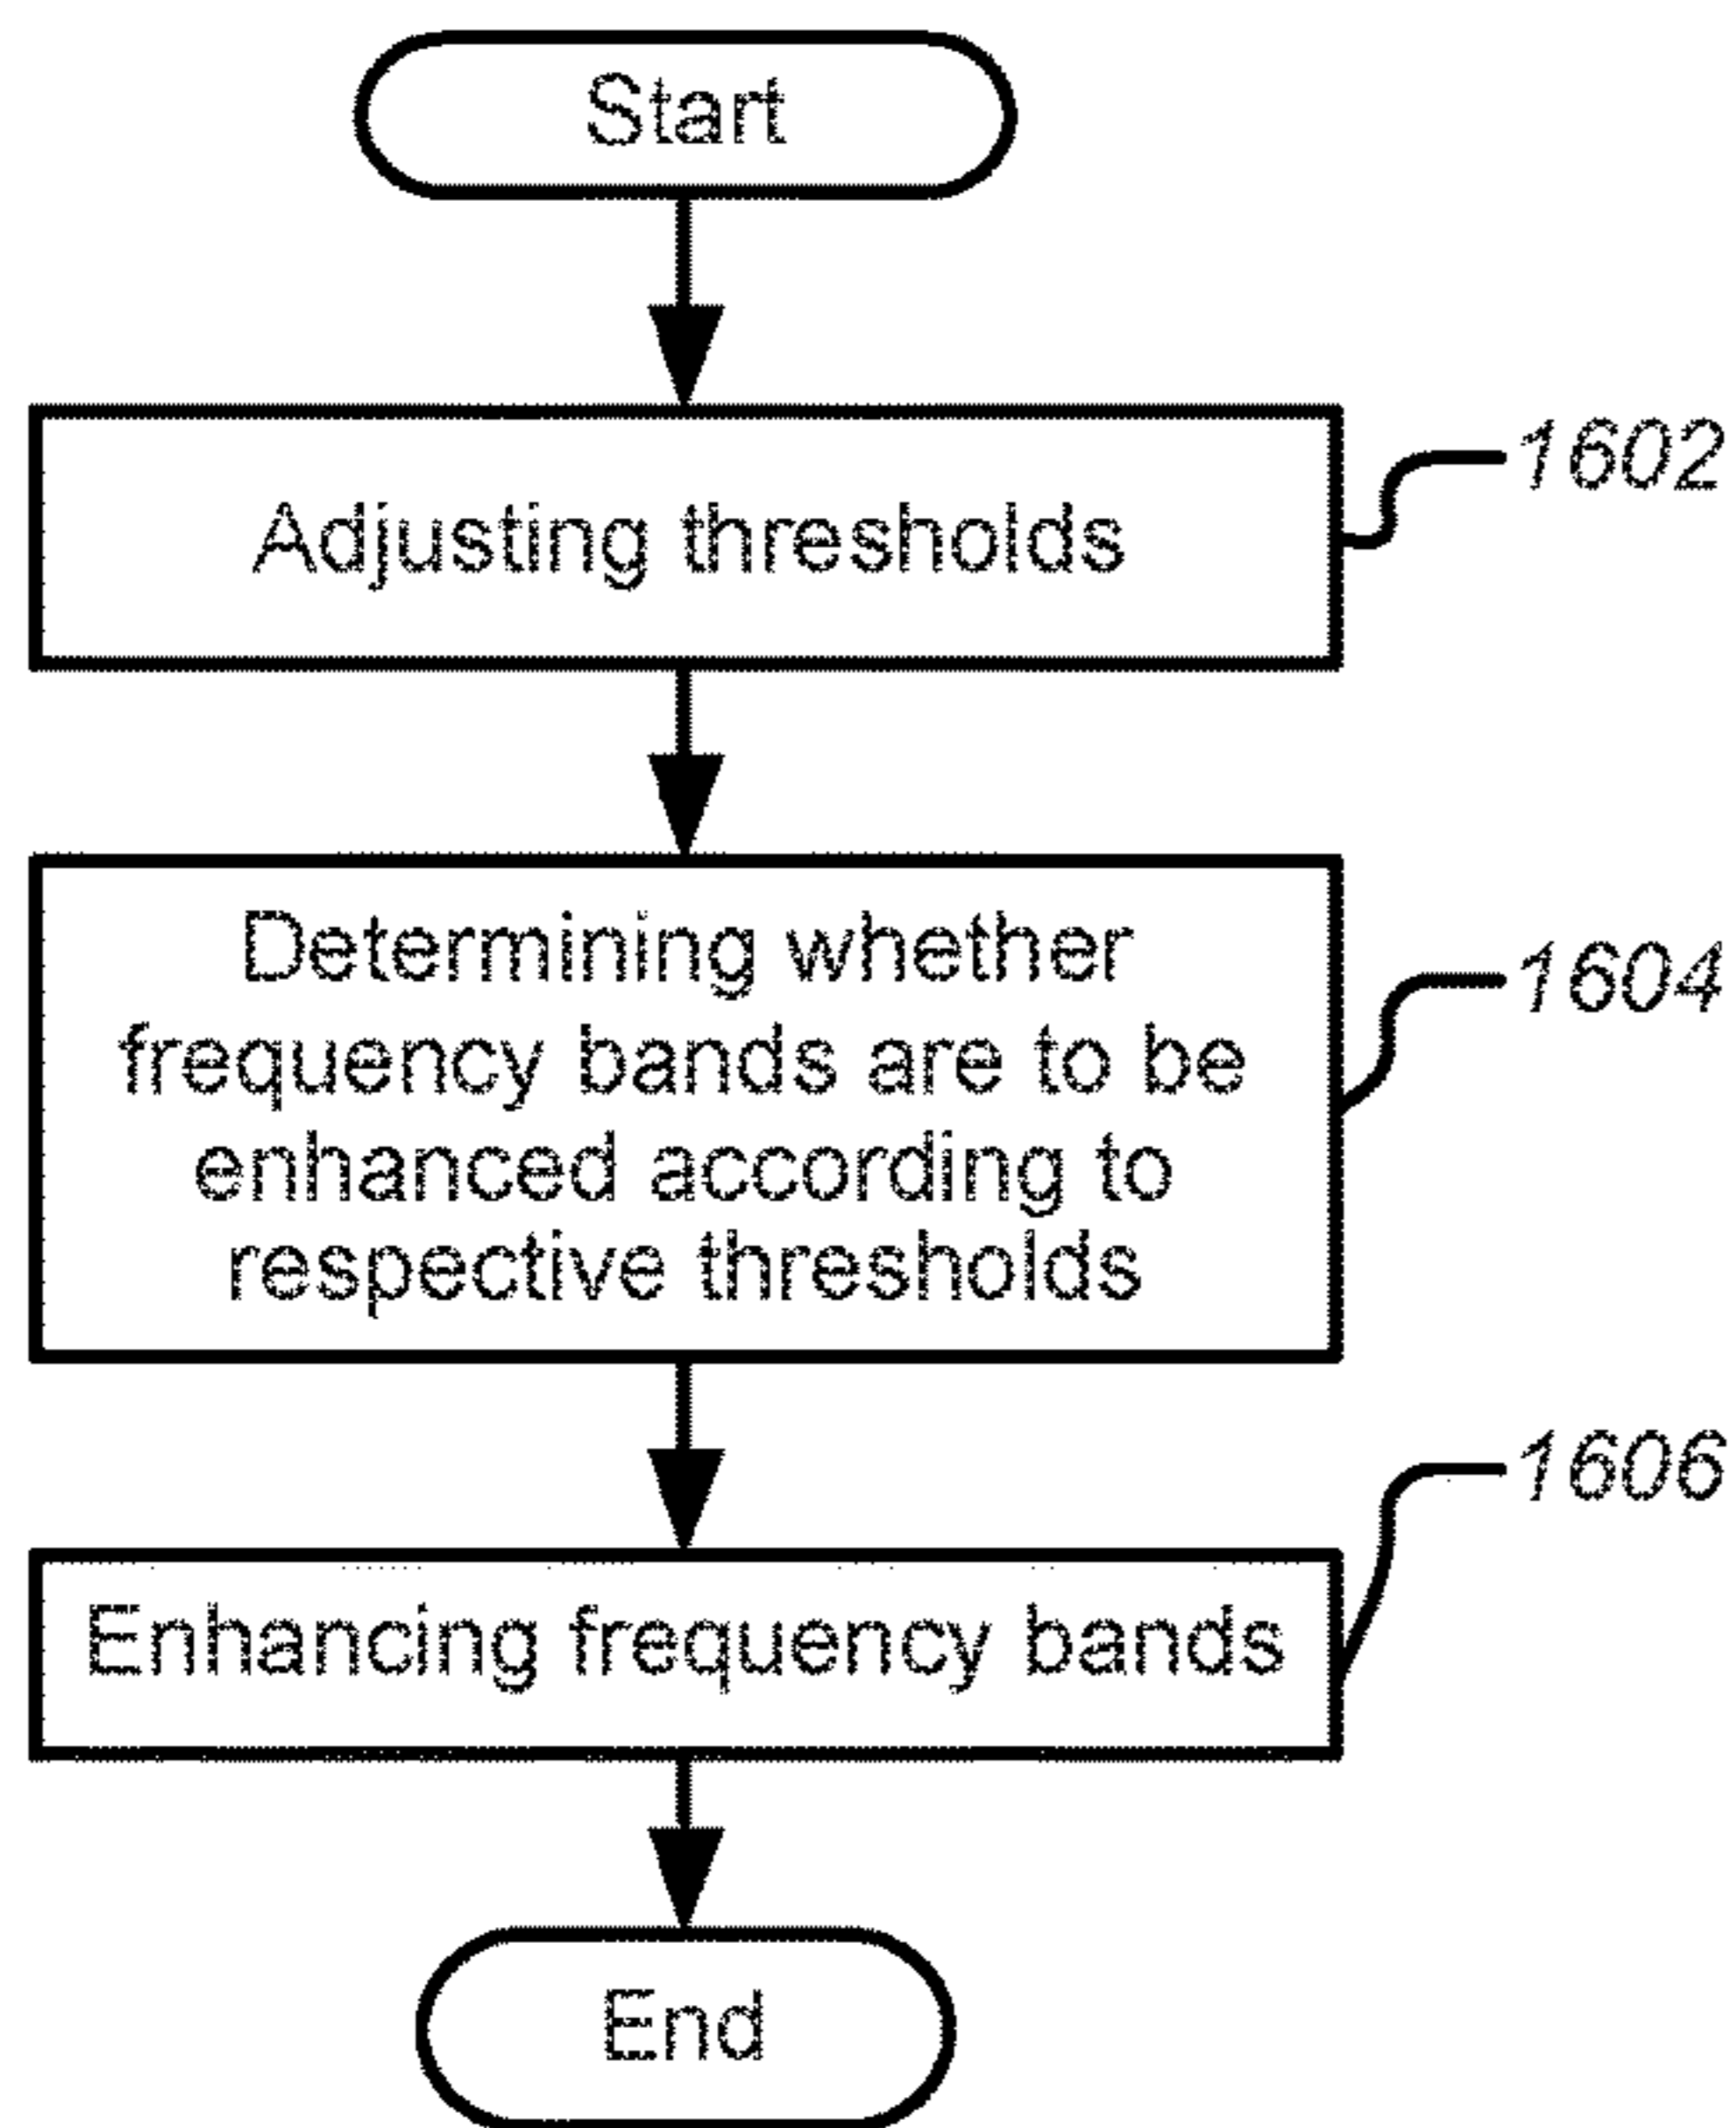 Start
Adjusting thresholds
1602
Determining whether
frequency bands are to be
enhanced according to
respective thresholds
1604
Enhancing frequency bands
1606
End